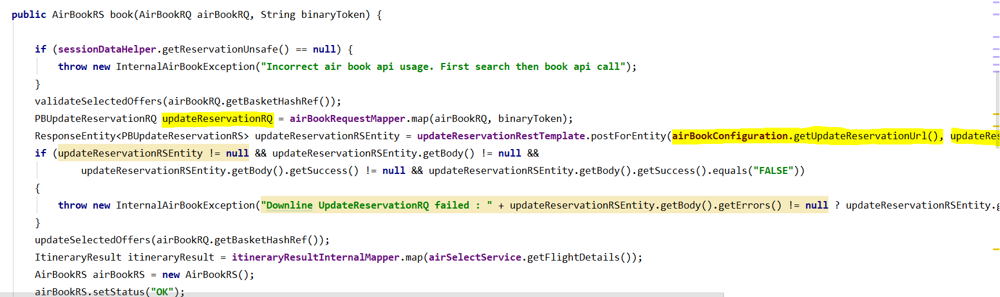 public AirBookRS book(AirBookRQ airBookRQ, String binaryToken) {
if (sessionDataHelper.getReservationUnsafe() == null) {
throw new InternalAirBookException("Incorrect air book api usage. First search then book api call");
}
validateSelectedOffers(airBookRQ.getBasketHashRef());
PBUpdateReservationRQ updateReservationRQ = airBookRequestMapper.map(airBookRQ, binaryToken);
ResponseEntity<PBUpdateReservationRS> updateReservationRSEntity = updateReservationRestTemplate.postForEntity(airBookConfiguration.getUpdateReservationUrl(), updateRes
if (updateReservationRSEntity != null && updateReservationRSEntity.getBody() != null &&
updateReservationRSEntity.getBody().getSuccess() != null && updateReservationRSEntity.getBody().getSuccess().equals("FALSE"))
{
throw new InternalAirBookException("Downline UpdateReservationRQ failed : " + updateReservationRSEntity.getBody().getErrors() != null ? updateReservationRSEntity.g
}
updateSelectedOffers(airBookRQ.getBasketHashRef());
ItineraryResult itineraryResult = itineraryResultInternalMapper.map(airSelectService.getFlightDetails());
AirBookRS airBookRS = new AirBookRS();
airBookRS.setStatus("OK");